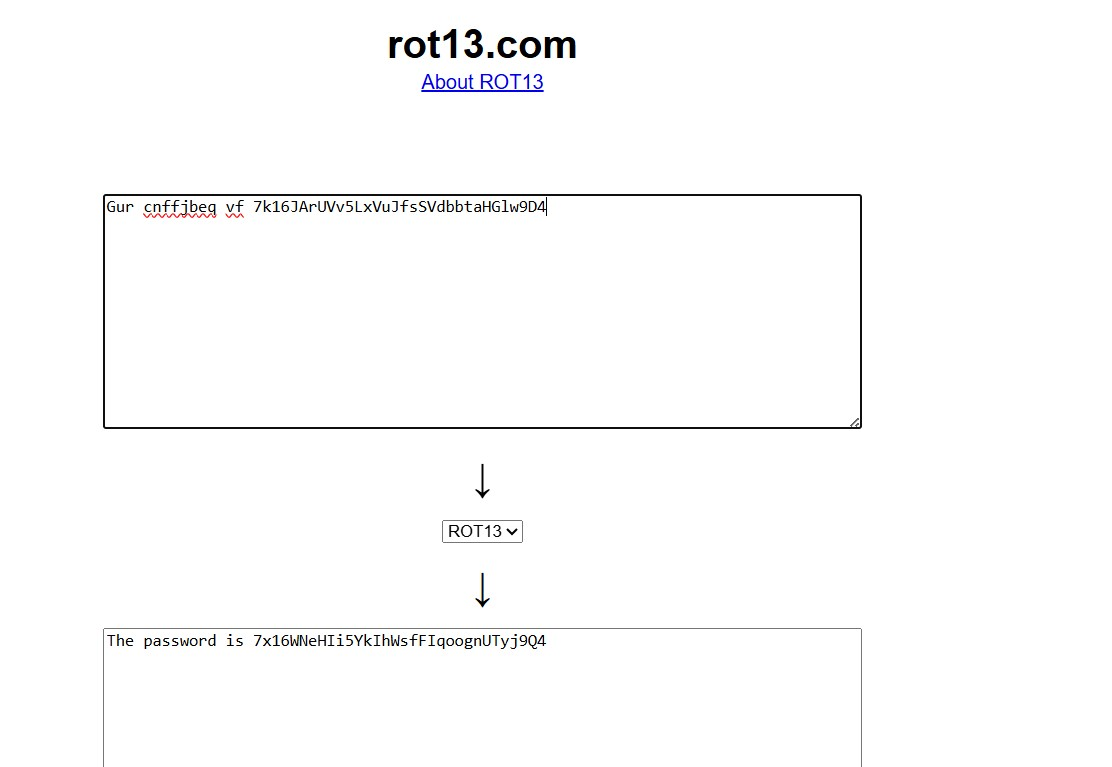 rot13.com
About ROT13
Gur cnffjbeq vf 7k16JArUVv5LxVuJfsSVdbbtaHGlw9D4
↓
ROT13
↓
The password is 7x16WNeHIi5YkIhWsfFIqoognUTyj9Q4